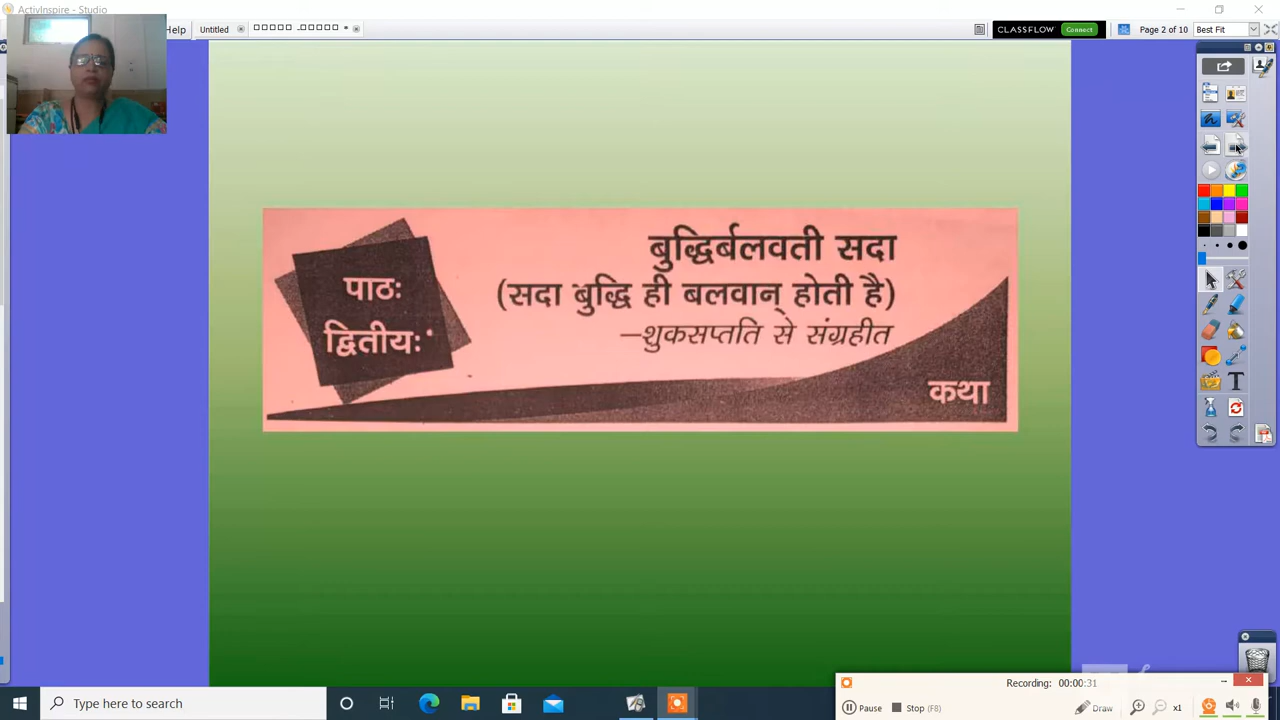 ActivInspire - Studio
Help
Untitled
CLASSFLOW
Connect
Page 2 of 10
Best Fit
पाठः
द्वितीयः
बुद्धिर्बलवती सदा
(सदा बुद्धि ही बलवान् होती है)
—शुकसप्तति से संग्रहीत
कथा
Recording: 00:00:31
Pause
Stop (F8)
Draw
x1
Type here to search